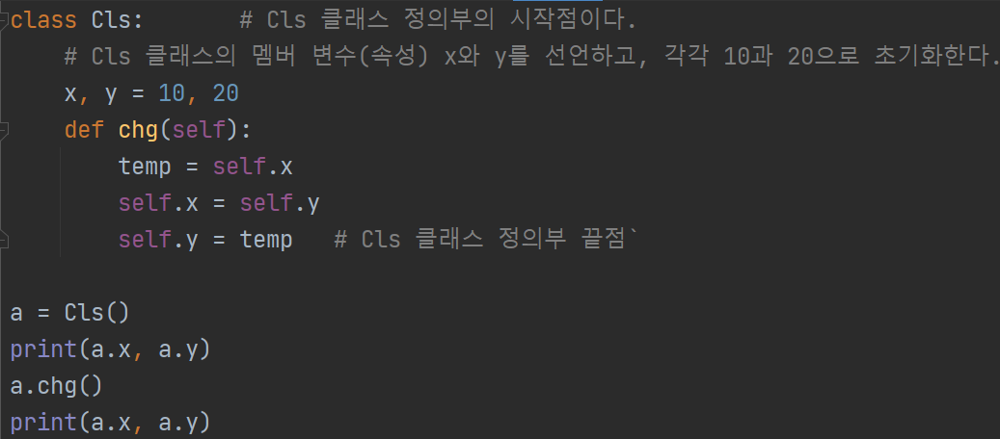 class Cls:       # Cls 클래스 정의부의 시작점이다.
    # Cls 클래스의 멤버 변수(속성) x와 y를 선언하고, 각각 10과 20으로 초기화한다.
    x, y = 10, 20
    def chg(self):
        temp = self.x
        self.x = self.y
        self.y = temp   # Cls 클래스 정의부 끝점`
a = Cls()
print(a.x, a.y)
a.chg()
print(a.x, a.y)